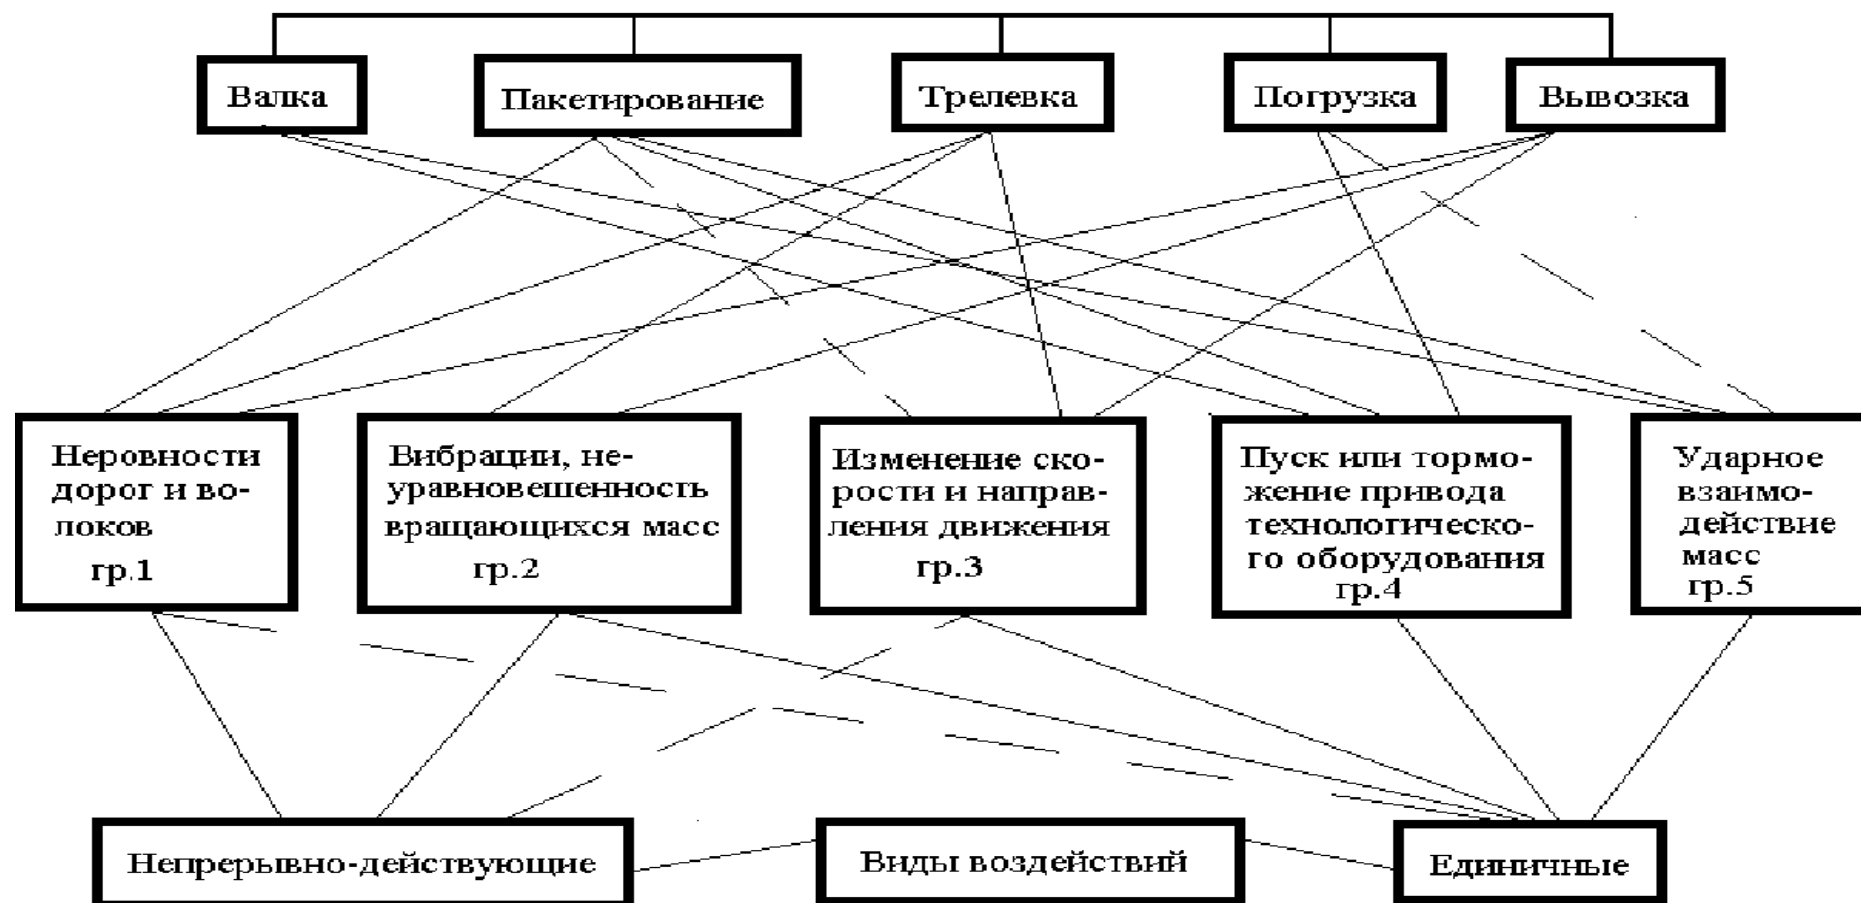 Валка
Пакетирование
Трелевка
Погрузка
Вывозка
Неровности
дорог и во-
локов
гр.1
Вибрации, не-
уравновешенность
вращающихся масс
гр.2
Изменение ско-
рости и направ-
ления движения
гр.3
Пуск или тормо-
жение привода
технологическо-
го оборудования
гр.4
Ударное
взаимо-
действие
масс
гр.5
Непрерывно-действующие
Виды воздействий
Единичные